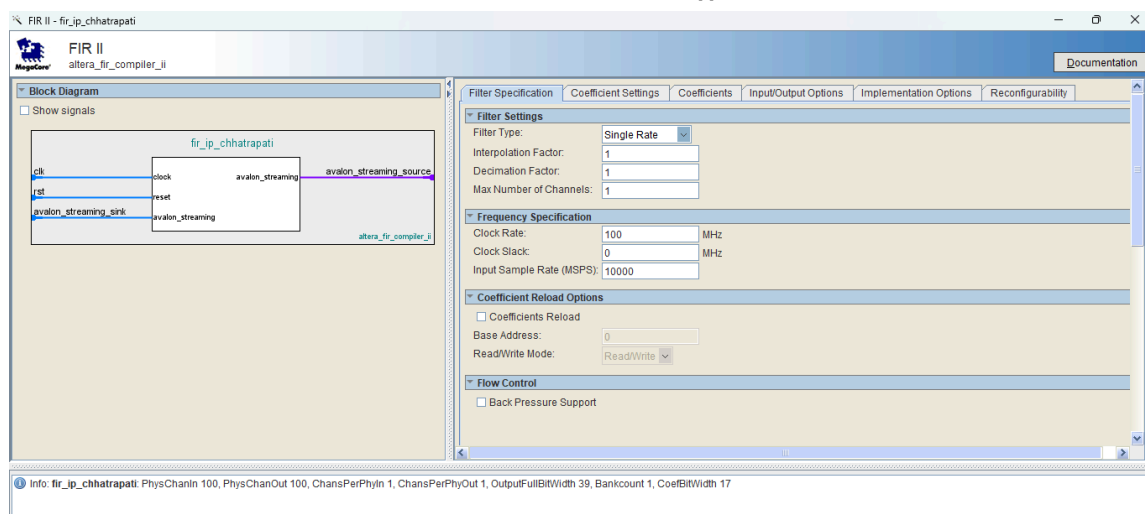 FIR II - fir_ip_chhatrapati
FIR II
altera_fir_compiler_ii
MegaCore'
Documentation
Block Diagram
Show signals
fir_ip_chhatrapati
clk
clock
avalon_streaming
avalon_streaming_source
rst
reset
avalon_streaming_sink
avalon_streaming
altera_fir_compiler_ii
Filter Specification Coefficient Settings Coefficients Input/Output Options Implementation Options Reconfigurability
Filter Settings
Filter Type: Single Rate
Interpolation Factor: 1
Decimation Factor: 1
Max Number of Channels: 1
Frequency Specification
Clock Rate: 100 MHz
Clock Slack: 0 MHz
Input Sample Rate (MSPS): 10000
Coefficient Reload Options
Coefficients Reload
Base Address: 0
Read/Write Mode: Read/Write
Flow Control
Back Pressure Support
Info: fir_ip_chhatrapati: PhysChanIn 100, PhysChanOut 100, ChansPerPhyIn 1, ChansPerPhyOut 1, OutputFullBitWidth 39, Bankcount 1, CoefBitWidth 17